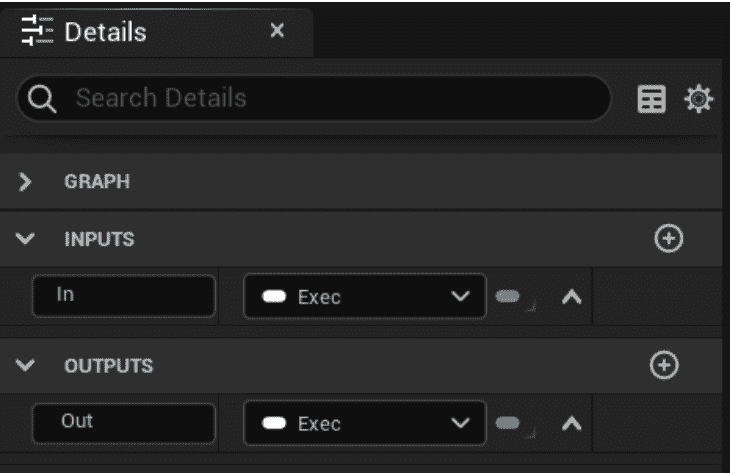 Details
Search Details
GRAPH
INPUTS
In Exec
OUTPUTS
Out Exec